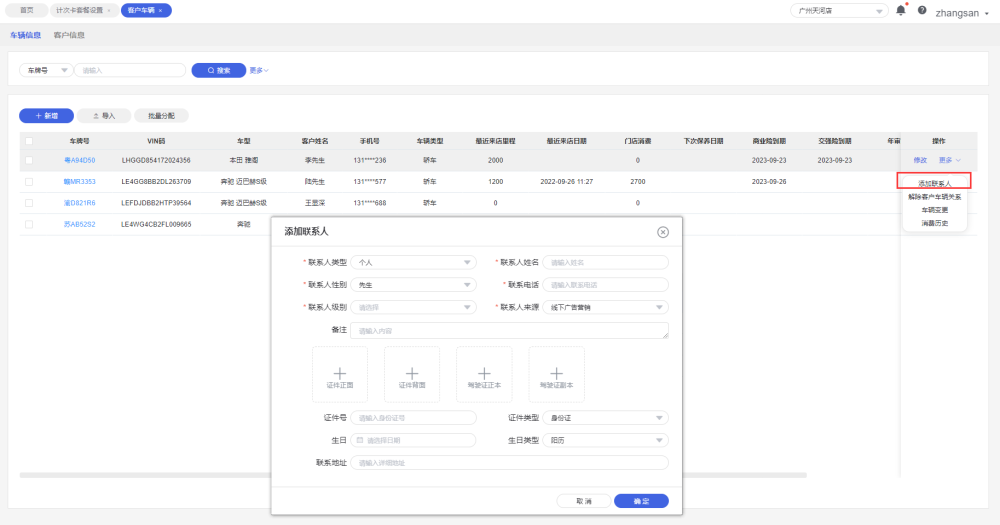 首页 计次卡套餐设置 × 客户车辆 × 广州天河店 zhangsan
车辆信息 客户信息
车牌号 请输入 搜索 更多
+ 新增 导入 批量分配
车牌号 VIN码 车型 客户姓名 手机号 车辆类型 最近来店里程 最近来店日期 门店消费 下次保养日期 商业险到期 交强险到期 年审 操作
粤A94D50 LHGGD854172024356 本田 雅阁 李先生 131****236 轿车 2000 0 2023-09-23 2023-09-23 修改 更多
赣MR3353 LE4GG8BB2DL263709 奔驰 迈巴赫S级 陆先生 131****577 轿车 1200 2022-09-26 11:27 2700 2023-09-26
渝D821R6 LEFDJDBB2HTP39564 奔驰 迈巴赫S级 王昱深 131****688 轿车 0 0
苏AB52S2 LE4WG4CB2FL009665 奔驰
添加联系人
解除客户车辆关系
车辆变更
消费历史
添加联系人
* 联系人类型 个人 * 联系人姓名 请输入姓名
* 联系人性别 先生 * 联系电话 请输入联系电话
* 联系人级别 请选择 * 联系人来源 线下广告营销
备注 请输入内容
证件正面 证件背面 驾驶证正本 驾驶证副本
证件号 请输入身份证号 证件类型 身份证
生日 请选择日期 生日类型 阳历
联系地址 请输入详细地址
取消 确定